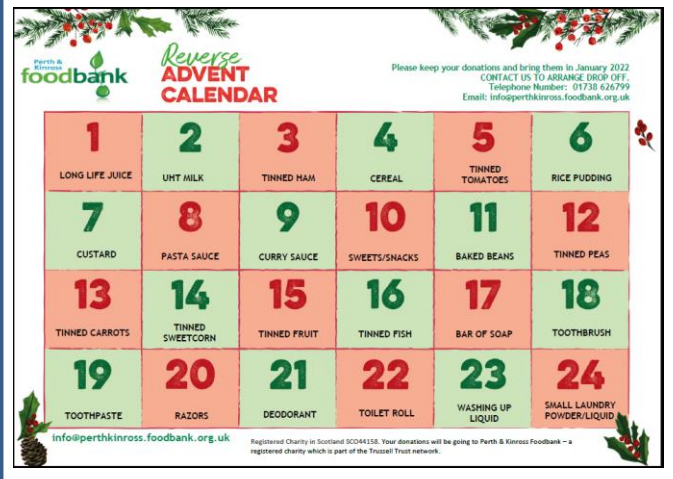 Perth &
Kinross
foodbank
Reverse
ADVENT
CALENDAR
Please keep your donations and bring them in January 2022
CONTACT US TO ARRANGE DROP OFF.
Telephone Number: 01738 626799
Email: info@perthkinross.foodbank.org.uk
1
LONG LIFE JUICE
2
UHT MILK
3
TINNED HAM
4
CEREAL
5
TINNED
TOMATOES
6
RICE PUDDING
7
CUSTARD
8
PASTA SAUCE
9
CURRY SAUCE
10
SWEETS/SNACKS
11
BAKED BEANS
12
TINNED PEAS
13
TINNED CARROTS
14
TINNED
SWEETCORN
15
TINNED FRUIT
16
TINNED FISH
17
BAR OF SOAP
18
TOOTHBRUSH
19
TOOTHPASTE
20
RAZORS
21
DEODORANT
22
TOILET ROLL
23
WASHING UP
LIQUID
24
SMALL LAUNDRY
POWDER/LIQUID
info@perthkinross.foodbank.org.uk
Registered Charity in Scotland SCO44158. Your donations will be going to Perth & Kinross Foodbank – a
registered charity which is part of the Trussell Trust network.